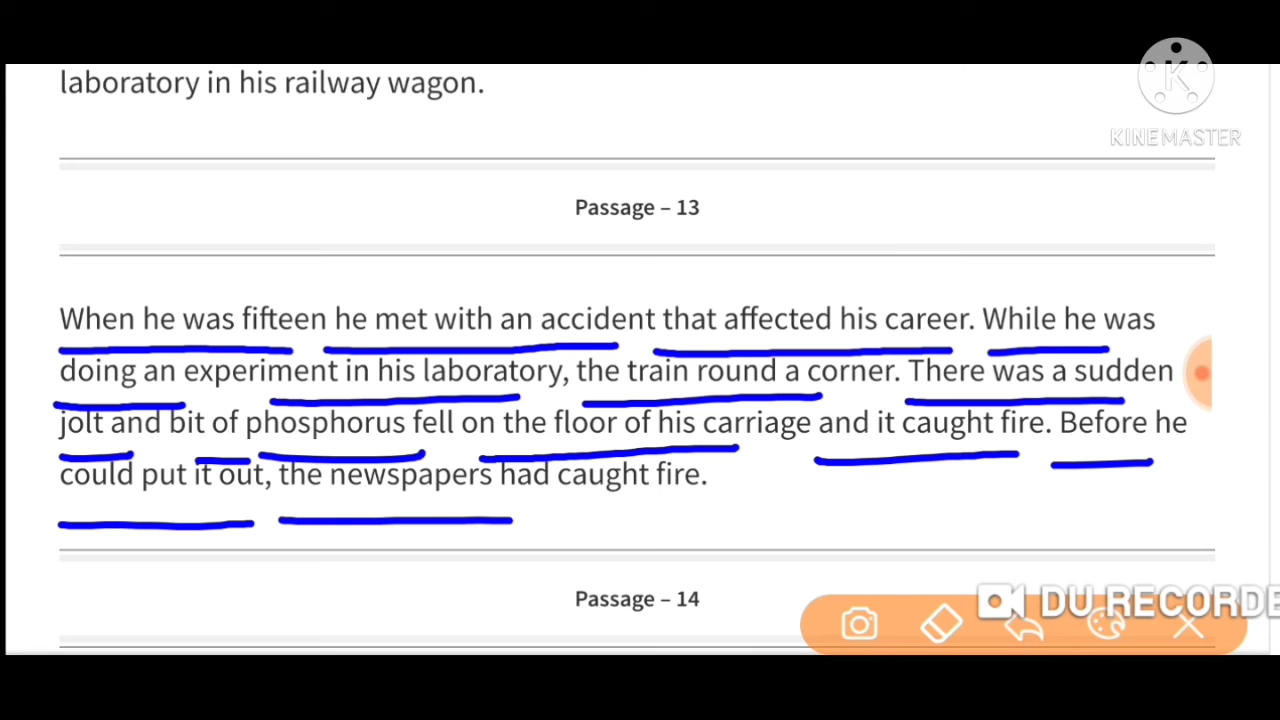 laboratory in his railway wagon.
K
KINEMASTER
Passage – 13
When he was fifteen he met with an accident that affected his career. While he was
doing an experiment in his laboratory, the train round a corner. There was a sudden
jolt and bit of phosphorus fell on the floor of his carriage and it caught fire. Before he
could put it out, the newspapers had caught fire.
Passage – 14
DU RECORDE